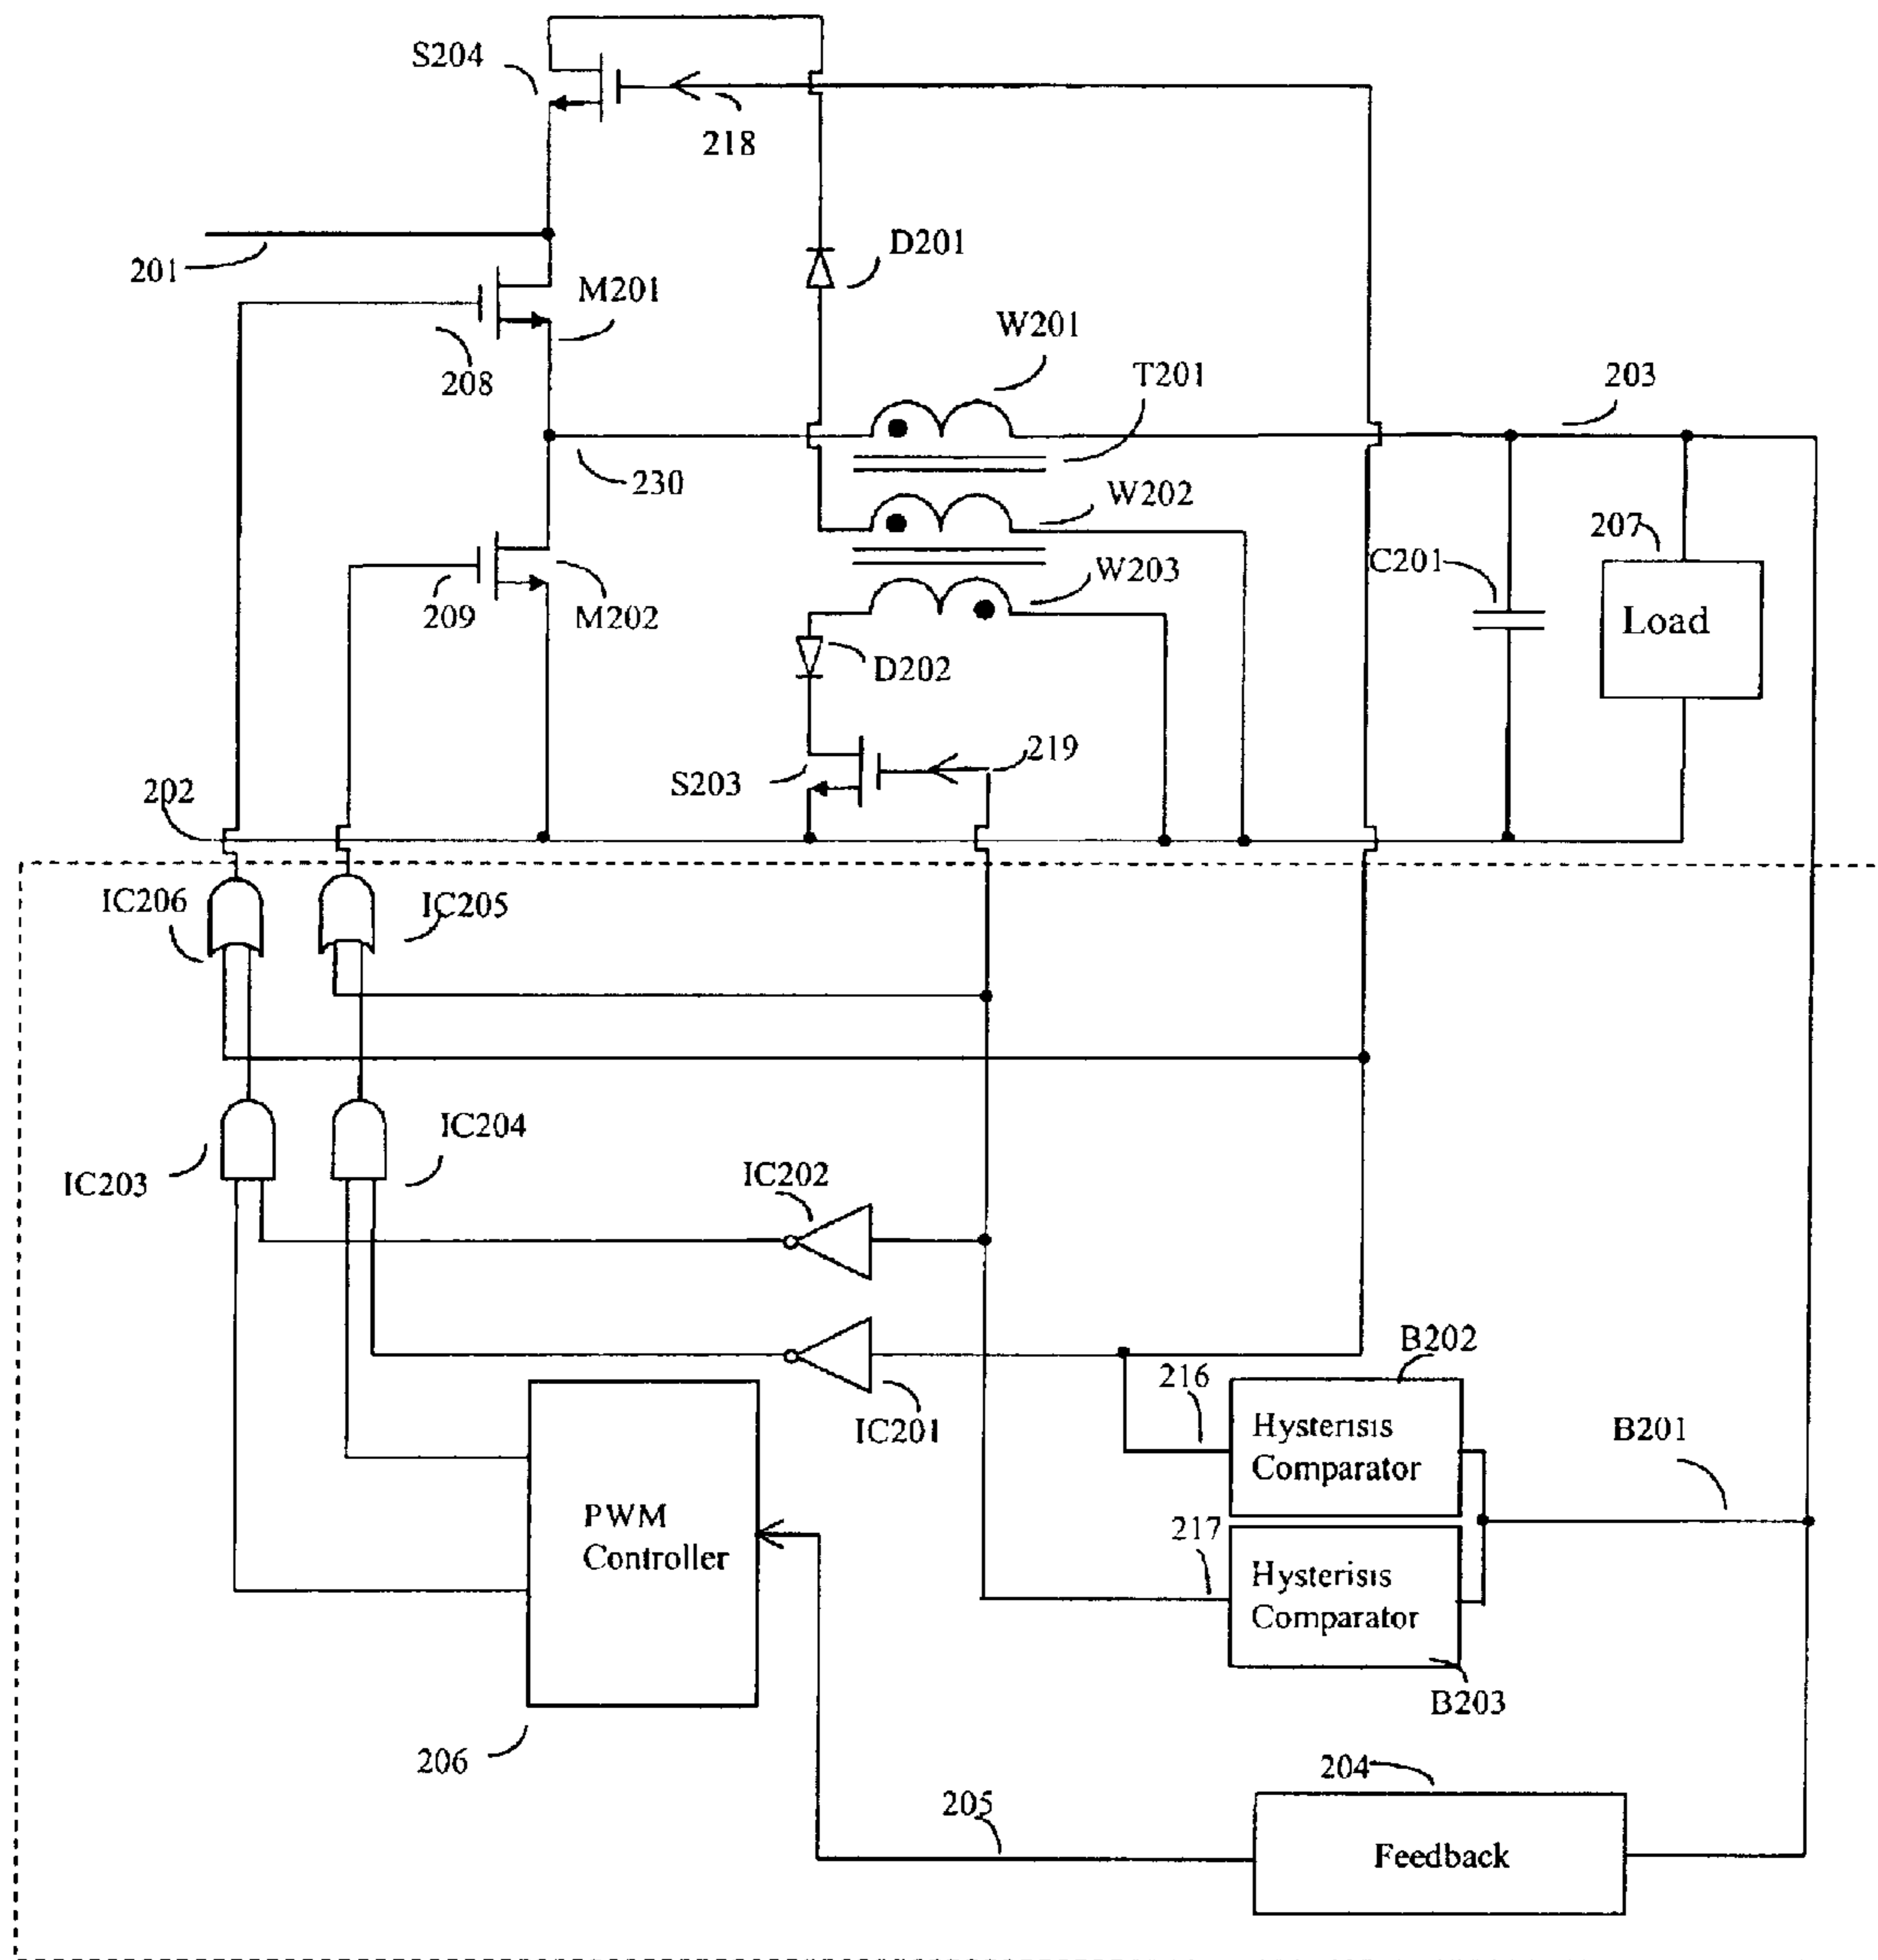 S204
218
201
D201
M201
W201
208
T201
203
230
W202
207
C201
W203
Load
209
M202
D202
219
S203
202
IC206
IC205
IC204
IC203
IC202
B202
216
IC201
Hysterisis
Comparator
B201
PWM
Controller
217
Hysterisis
Comparator
B203
206
204
205
Feedback